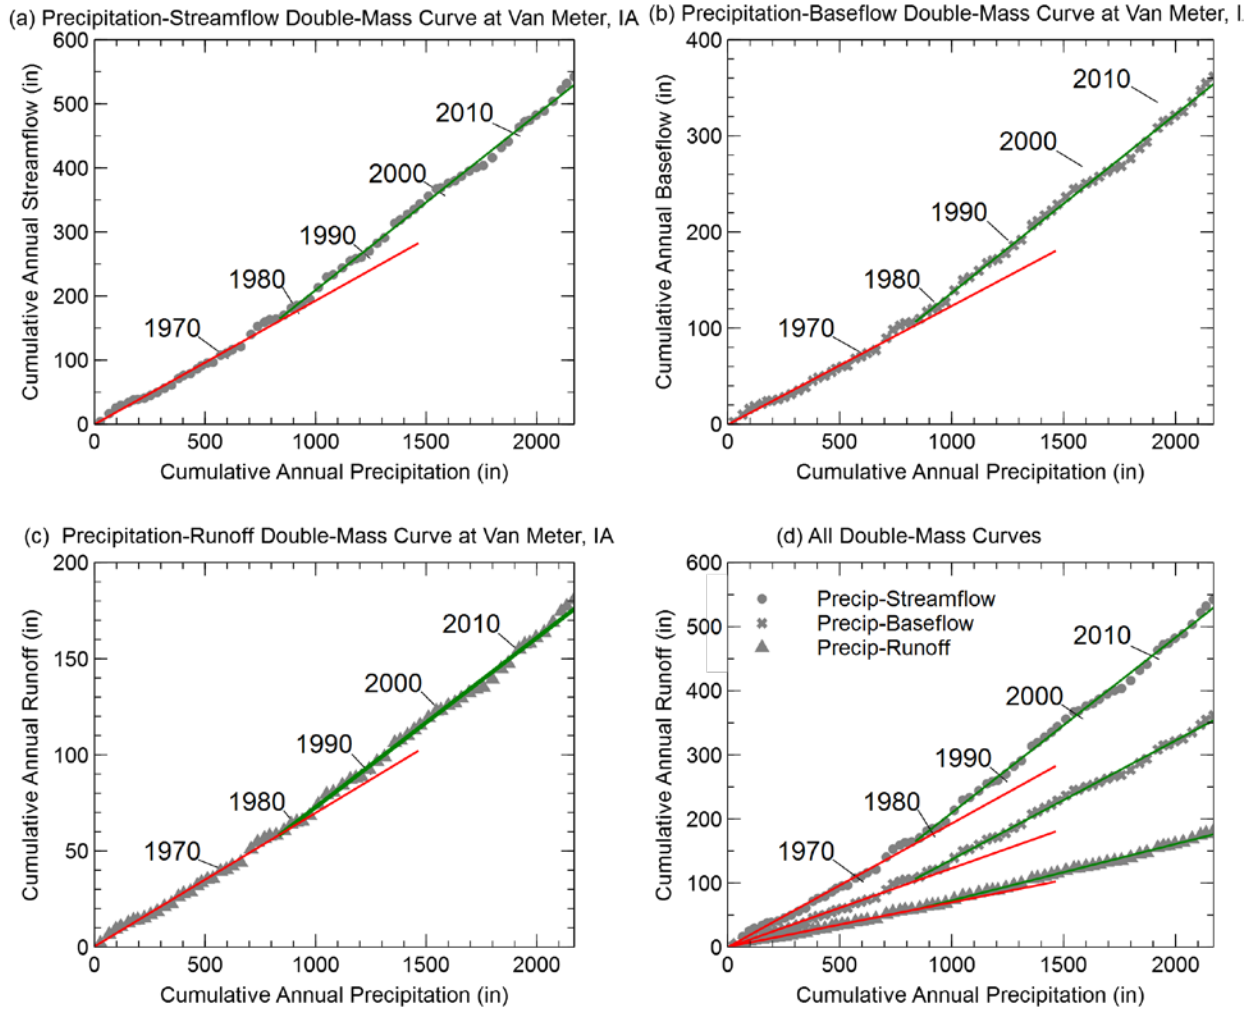 (a) Precipitation-Streamflow Double-Mass Curve at Van Meter, IA
600
500
400
300
200
100
0
Cumulative Annual Streamflow (in)
2010
2000
1990
1980
1970
0 500 1000 1500 2000
Cumulative Annual Precipitation (in)
(b) Precipitation-Baseflow Double-Mass Curve at Van Meter, I
400
300
200
100
0
Cumulative Annual Baseflow (in)
2010
2000
1990
1980
1970
0 500 1000 1500 2000
Cumulative Annual Precipitation (in)
(c) Precipitation-Runoff Double-Mass Curve at Van Meter, IA
200
150
100
50
0
Cumulative Annual Runoff (in)
2010
2000
1990
1980
1970
0 500 1000 1500 2000
Cumulative Annual Precipitation (in)
(d) All Double-Mass Curves
600
500
400
300
200
100
0
Cumulative Annual Runoff (in)
Precip-Streamflow
Precip-Baseflow
Precip-Runoff
2010
2000
1990
1980
1970
0 500 1000 1500 2000
Cumulative Annual Precipitation (in)